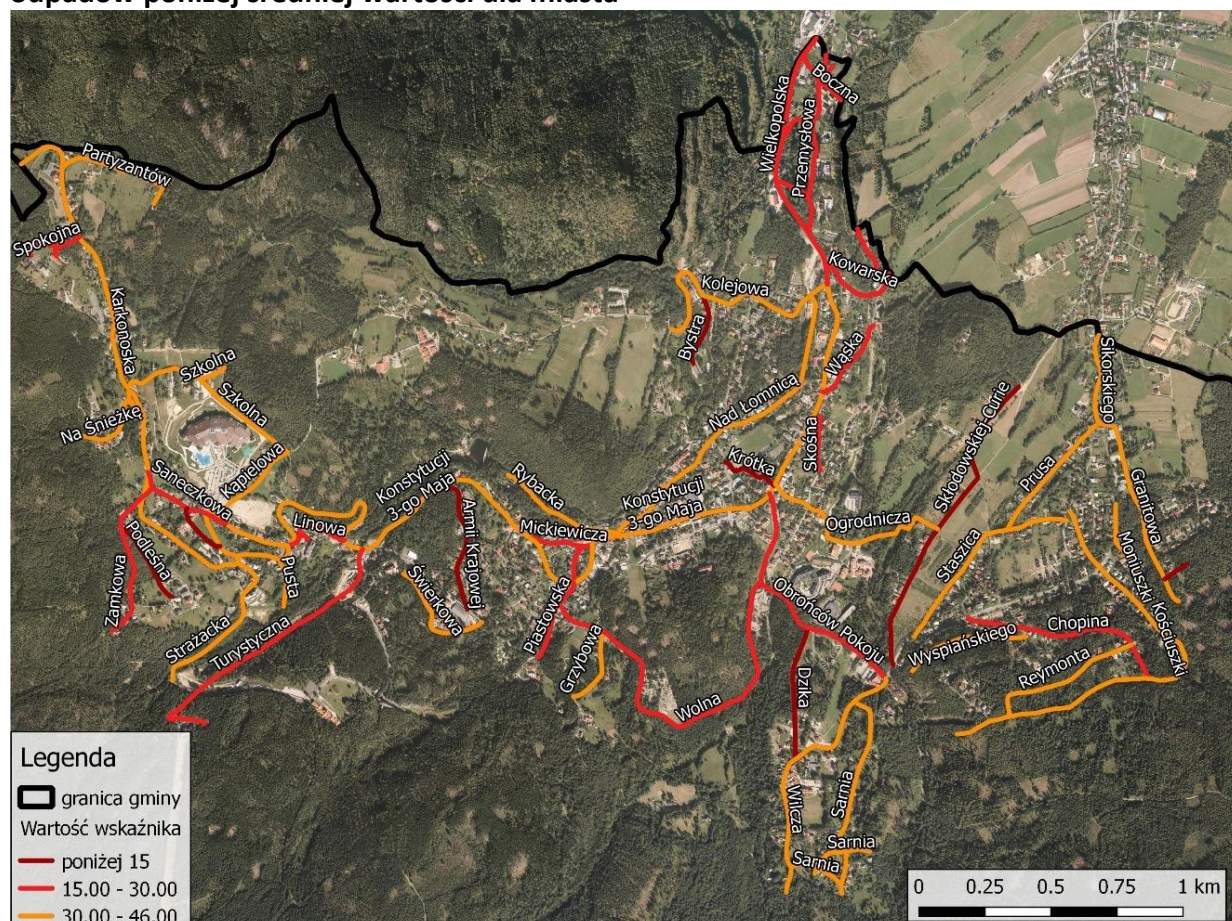 odpadów poniżej średniej wartości dla miasta
Boczna
Wielkopolska
Przemysłowa
Partyzantów
Spokojna
Kowarska
Kolejowa
Karkonoska
Bystra
Wąska
Sikorskiego
Szkolna
Szkolna
Na Śnieżkę
Nad Łomnicą
Skłodowskiej-Curie
Skośna
Krótka
Prusa
Granitowa
Kąpielowa
Saneczkowa
Konstytucji
3-go Maja
Rybacka
Konstytucji
3-go Maja
Linowa
Armii Krajowej
Mickiewicza
Ogrodnicza
Staszica
Moniuszki
Podleśna
Zamkowa
Pusta
Świerkowa
Piastowska
Obrońców Pokoju
Kościuszki
Chopina
Wyspiańskiego
Strażacka
Turystyczna
Grzybowa
Reymonta
Dzika
Wolna
Wilcza
Sarnia
Sarnia
Sarnia
Legenda
granica gminy
Wartość wskaźnika
poniżej 15
15.00 - 30.00
30.00 - 46.00
0 0.25 0.5 0.75 1 km